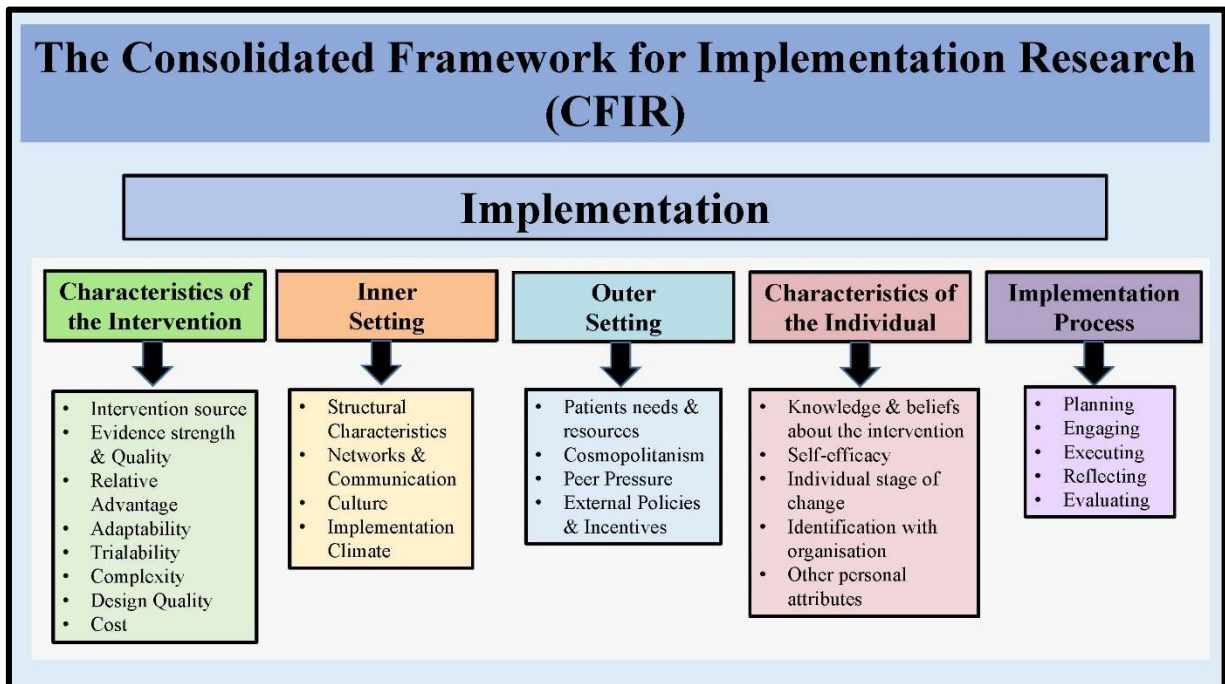 The Consolidated Framework for Implementation Research
(CFIR)
Implementation
Characteristics of
the Intervention
• Intervention source
• Evidence strength
& Quality
• Relative
Advantage
• Adaptability
• Trialability
• Complexity
• Design Quality
• Cost
Inner
Setting
• Structural
Characteristics
• Networks &
Communication
• Culture
• Implementation
Climate
Outer
Setting
• Patients needs &
resources
• Cosmopolitanism
• Peer Pressure
• External Policies
& Incentives
Characteristics of
the Individual
• Knowledge & beliefs
about the intervention
• Self-efficacy
• Individual stage of
change
• Identification with
organisation
• Other personal
attributes
Implementation
Process
• Planning
• Engaging
• Executing
• Reflecting
• Evaluating